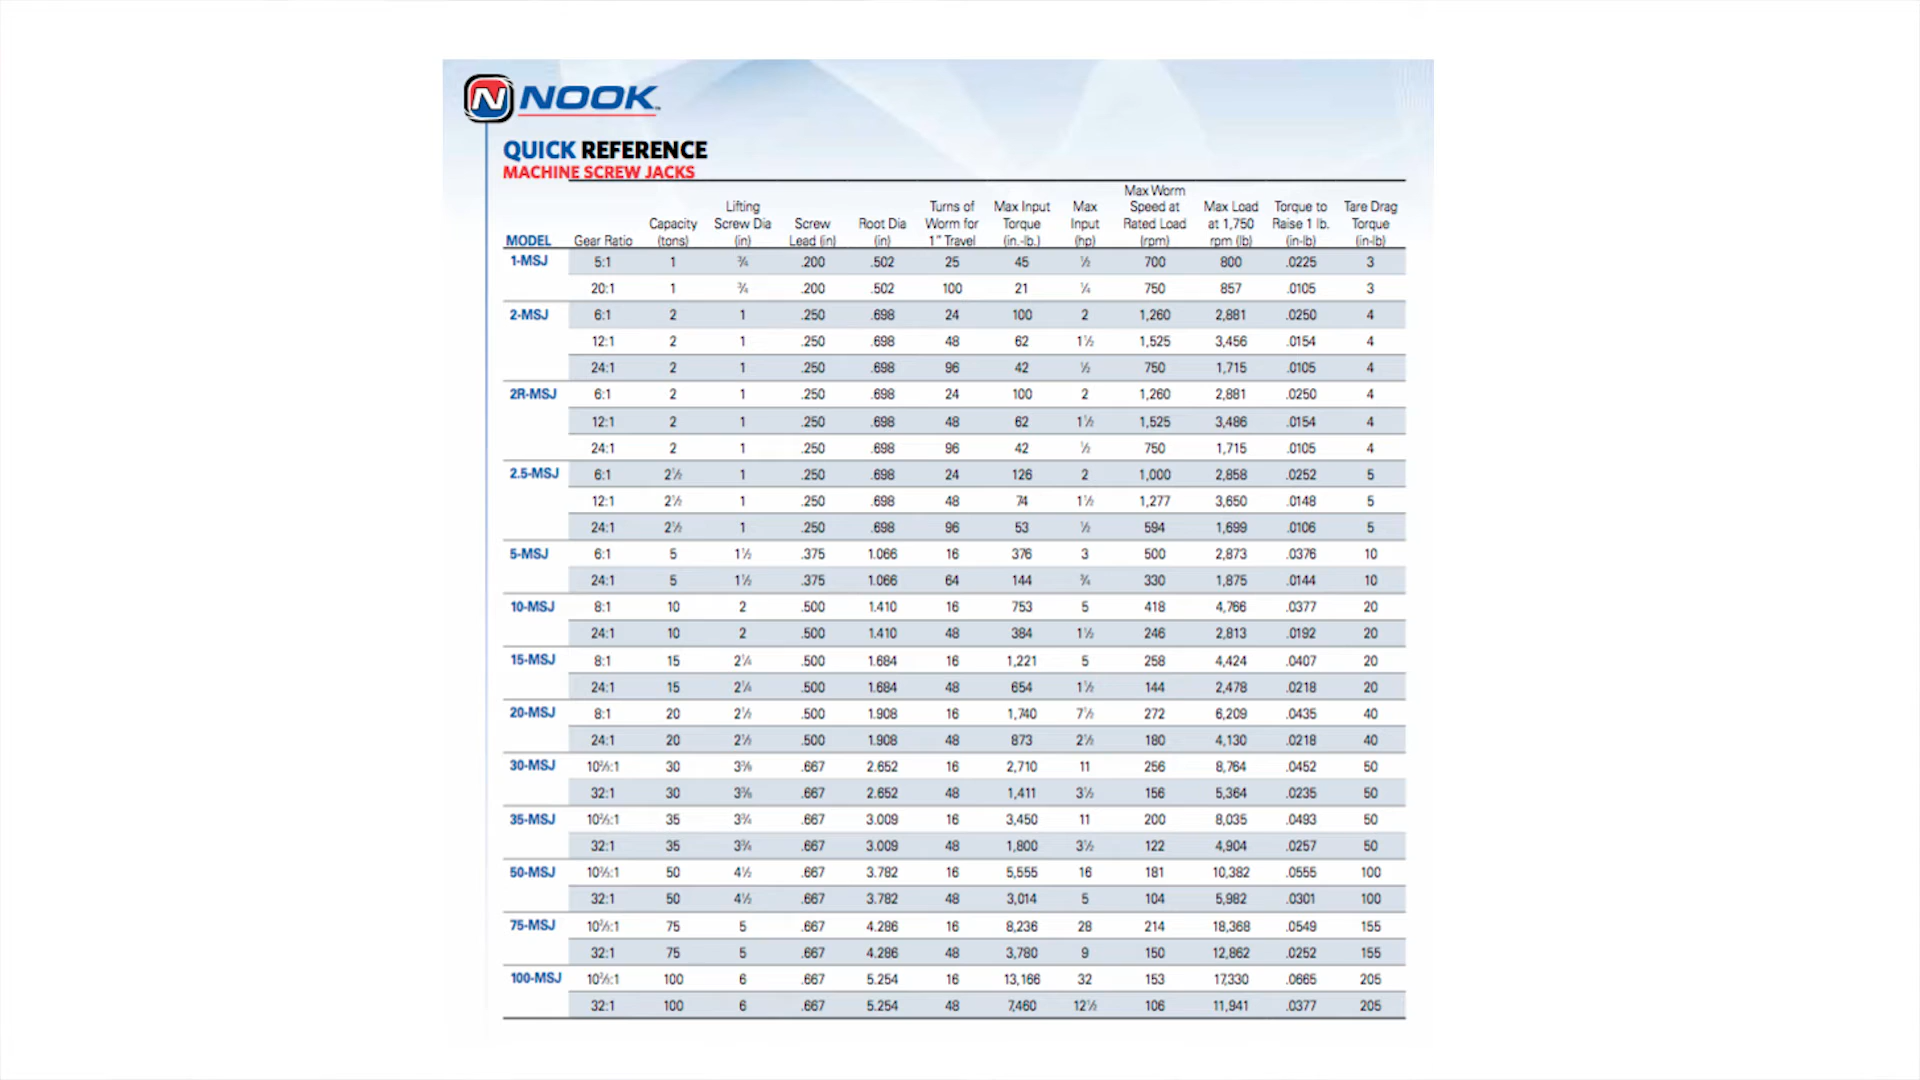 NOOK
QUICK REFERENCE
MACHINE SCREW JACKS
MODEL Gear Ratio Capacity (tons) Lifting Screw Dia (in) Screw Lead (in) Root Dia (in) Turns of Worm for 1" Travel Max Input Torque (in.-lb.) Max Input (hp) Max Worm Speed at Rated Load (rpm) Max Load at 1,750 rpm (lb) Torque to Raise 1 lb. (in-lb) Tare Drag Torque (in-lb)
1-MSJ 5:1 1 ¾ .200 .502 25 45 ½ 700 800 .0225 3
20:1 1 ¾ .200 .502 100 21 ¼ 750 857 .0105 3
2-MSJ 6:1 2 1 .250 .698 24 100 2 1,260 2,881 .0250 4
12:1 2 1 .250 .698 48 62 1½ 1,525 3,456 .0154 4
24:1 2 1 .250 .698 96 42 ½ 750 1,715 .0105 4
2R-MSJ 6:1 2 1 .250 .698 24 100 2 1,260 2,881 .0250 4
12:1 2 1 .250 .698 48 62 1½ 1,525 3,486 .0154 4
24:1 2 1 .250 .698 96 42 ½ 750 1,715 .0105 4
2.5-MSJ 6:1 2½ 1 .250 .698 24 126 2 1,000 2,858 .0252 5
12:1 2½ 1 .250 .698 48 74 1½ 1,277 3,650 .0148 5
24:1 2½ 1 .250 .698 96 53 ½ 594 1,699 .0106 5
5-MSJ 6:1 5 1½ .375 1.066 16 376 3 500 2,873 .0376 10
24:1 5 1½ .375 1.066 64 144 ¾ 330 1,875 .0144 10
10-MSJ 8:1 10 2 .500 1.410 16 753 5 418 4,766 .0377 20
24:1 10 2 .500 1.410 48 384 1½ 246 2,813 .0192 20
15-MSJ 8:1 15 2¼ .500 1.684 16 1,221 5 258 4,424 .0407 20
24:1 15 2¼ .500 1.684 48 654 1½ 144 2,478 .0218 20
20-MSJ 8:1 20 2½ .500 1.908 16 1,740 7½ 272 6,209 .0435 40
24:1 20 2½ .500 1.908 48 873 2½ 180 4,130 .0218 40
30-MSJ 10⅔:1 30 3⅜ .667 2.652 16 2,710 11 256 8,764 .0452 50
32:1 30 3⅜ .667 2.652 48 1,411 3½ 156 5,364 .0235 50
35-MSJ 10⅔:1 35 3¾ .667 3.009 16 3,450 11 200 8,035 .0493 50
32:1 35 3¾ .667 3.009 48 1,800 3½ 122 4,904 .0257 50
50-MSJ 10⅔:1 50 4½ .667 3.782 16 5,555 16 181 10,382 .0555 100
32:1 50 4½ .667 3.782 48 3,014 5 104 5,982 .0301 100
75-MSJ 10⅔:1 75 5 .667 4.286 16 8,236 28 214 18,368 .0549 155
32:1 75 5 .667 4.286 48 3,780 9 150 12,862 .0252 155
100-MSJ 10⅔:1 100 6 .667 5.254 16 13,166 32 153 17,330 .0665 205
32:1 100 6 .667 5.254 48 7,460 12½ 106 11,941 .0377 205